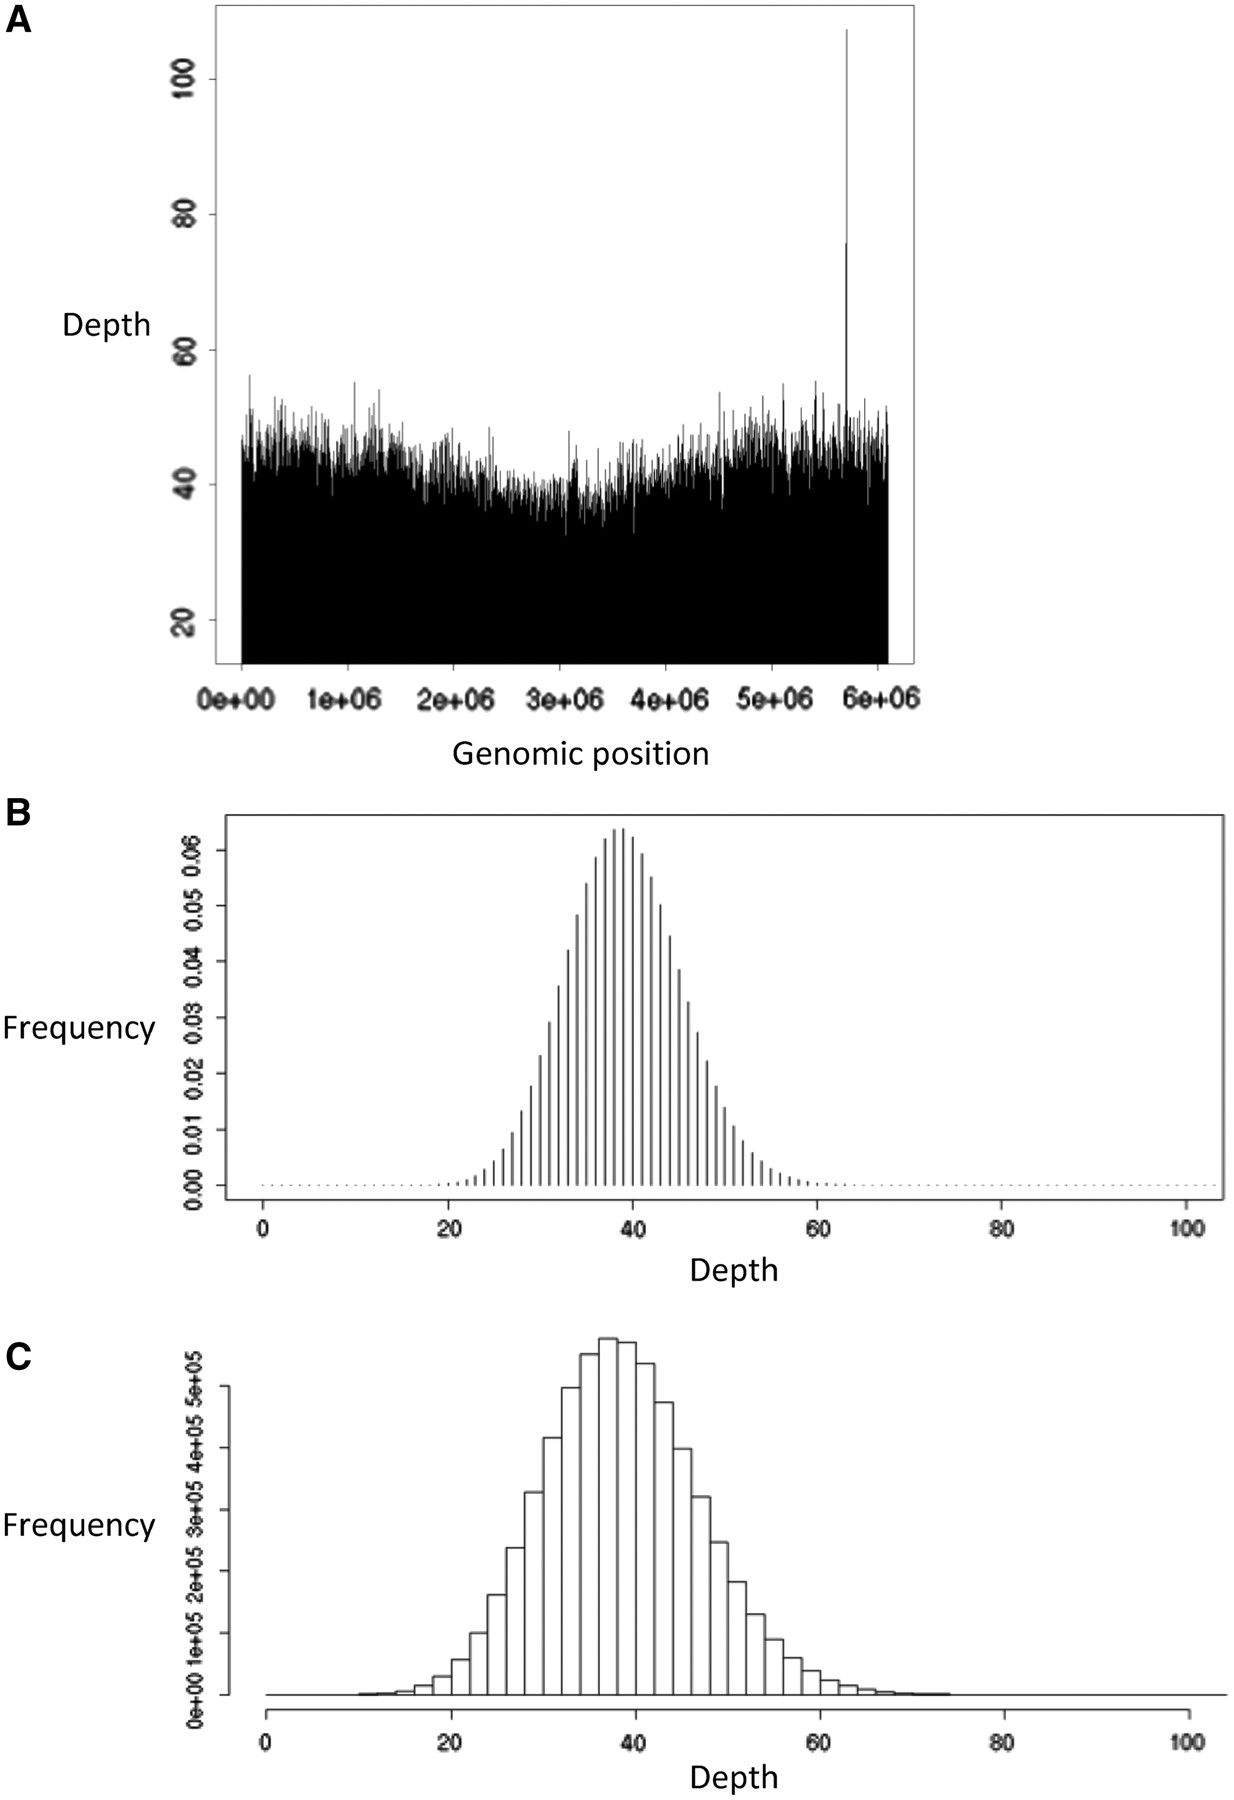 A
100
80
60
40
20
Depth
0e+00 1e+06 2e+06 3e+06 4e+06 5e+06 6e+06
Genomic position
B
0.06
0.05
0.04
0.03
0.02
0.01
0.00
Frequency
0 20 40 60 80 100
Depth
C
5e+05
4e+05
3e+05
2e+05
1e+05
0e+00
Frequency
0 20 40 60 80 100
Depth